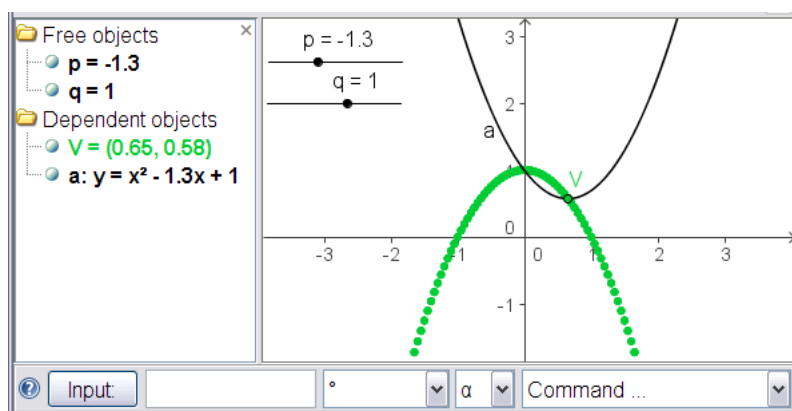 Free objects
p = -1.3
q = 1
Dependent objects
V = (0.65, 0.58)
a: y = x² - 1.3x + 1
p = -1.3
q = 1
a
V
3
2
1
0
-1
-3
-2
-1
0
1
2
3
Input:
°
α
Command ...